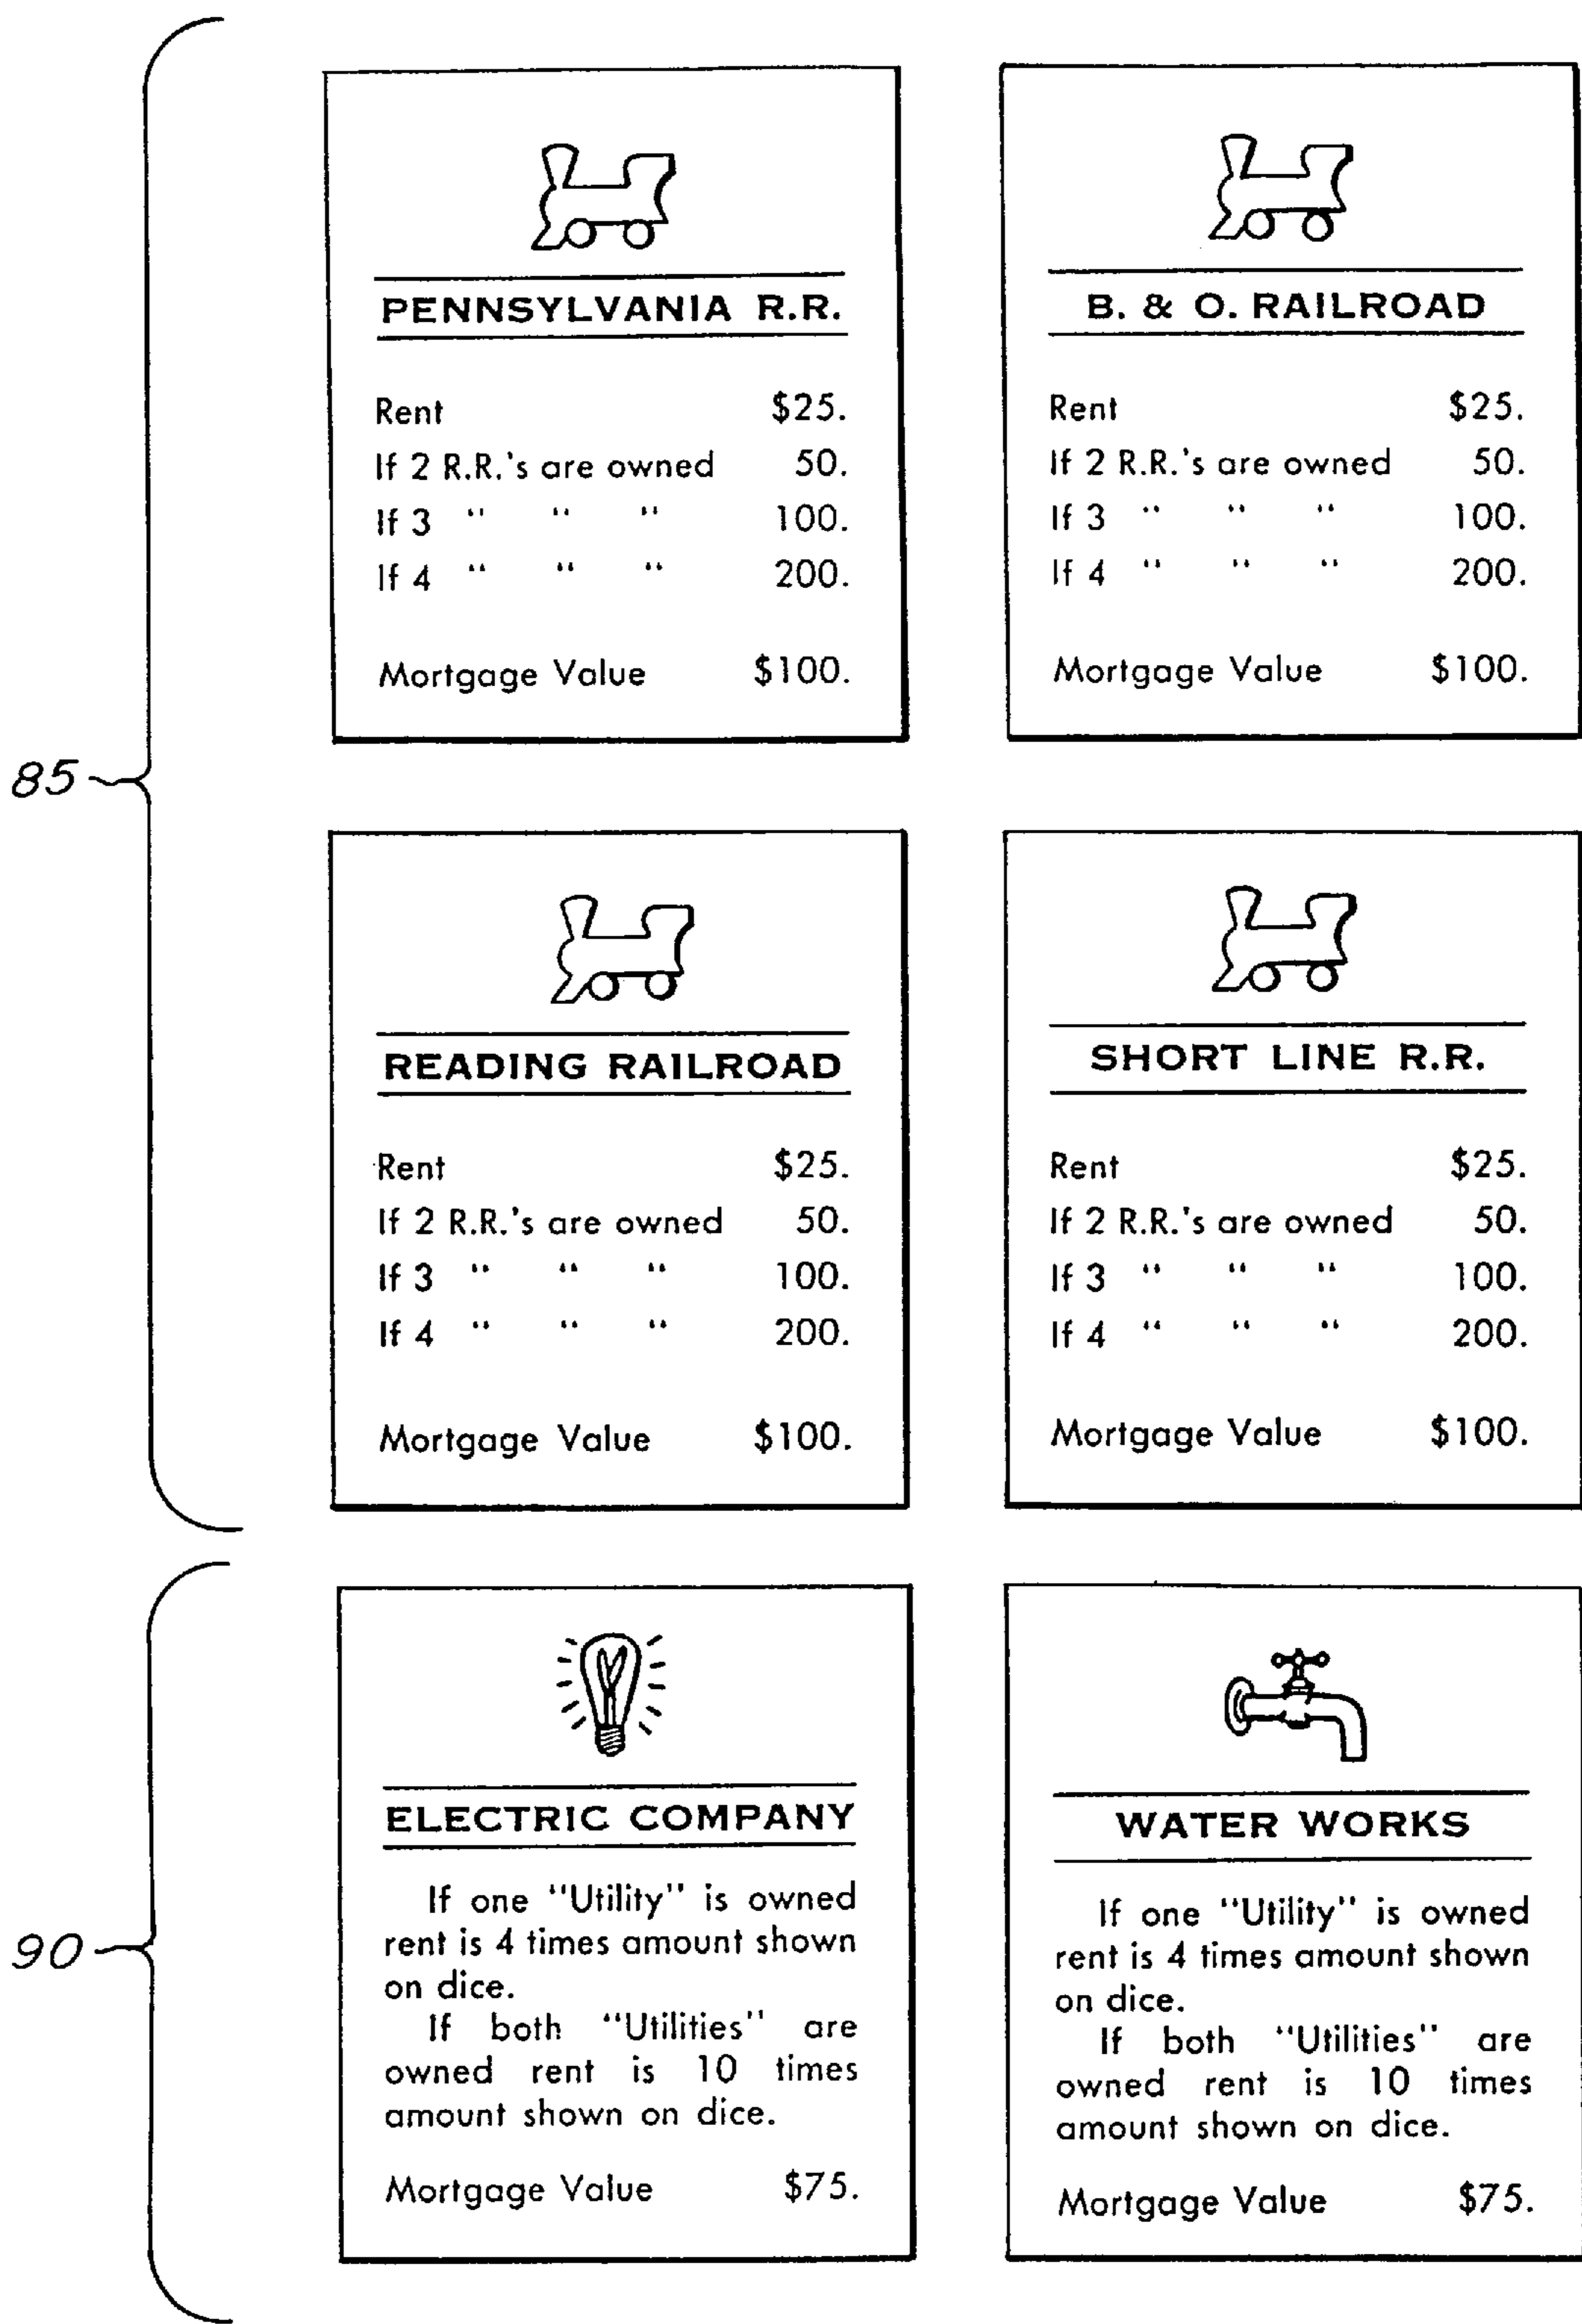 PENNSYLVANIA R.R.
Rent $25.
If 2 R.R.'s are owned 50.
If 3 " " " 100.
If 4 " " " 200.
Mortgage Value $100.
B. & O. RAILROAD
Rent $25.
If 2 R.R.'s are owned 50.
If 3 " " " 100.
If 4 " " " 200.
Mortgage Value $100.
85
READING RAILROAD
Rent $25.
If 2 R.R.'s are owned 50.
If 3 " " " 100.
If 4 " " " 200.
Mortgage Value $100.
SHORT LINE R.R.
Rent $25.
If 2 R.R.'s are owned 50.
If 3 " " " 100.
If 4 " " " 200.
Mortgage Value $100.
90
ELECTRIC COMPANY
If one "Utility" is owned
rent is 4 times amount shown
on dice.
If both "Utilities" are
owned rent is 10 times
amount shown on dice.
Mortgage Value $75.
WATER WORKS
If one "Utility" is owned
rent is 4 times amount shown
on dice.
If both "Utilities" are
owned rent is 10 times
amount shown on dice.
Mortgage Value $75.